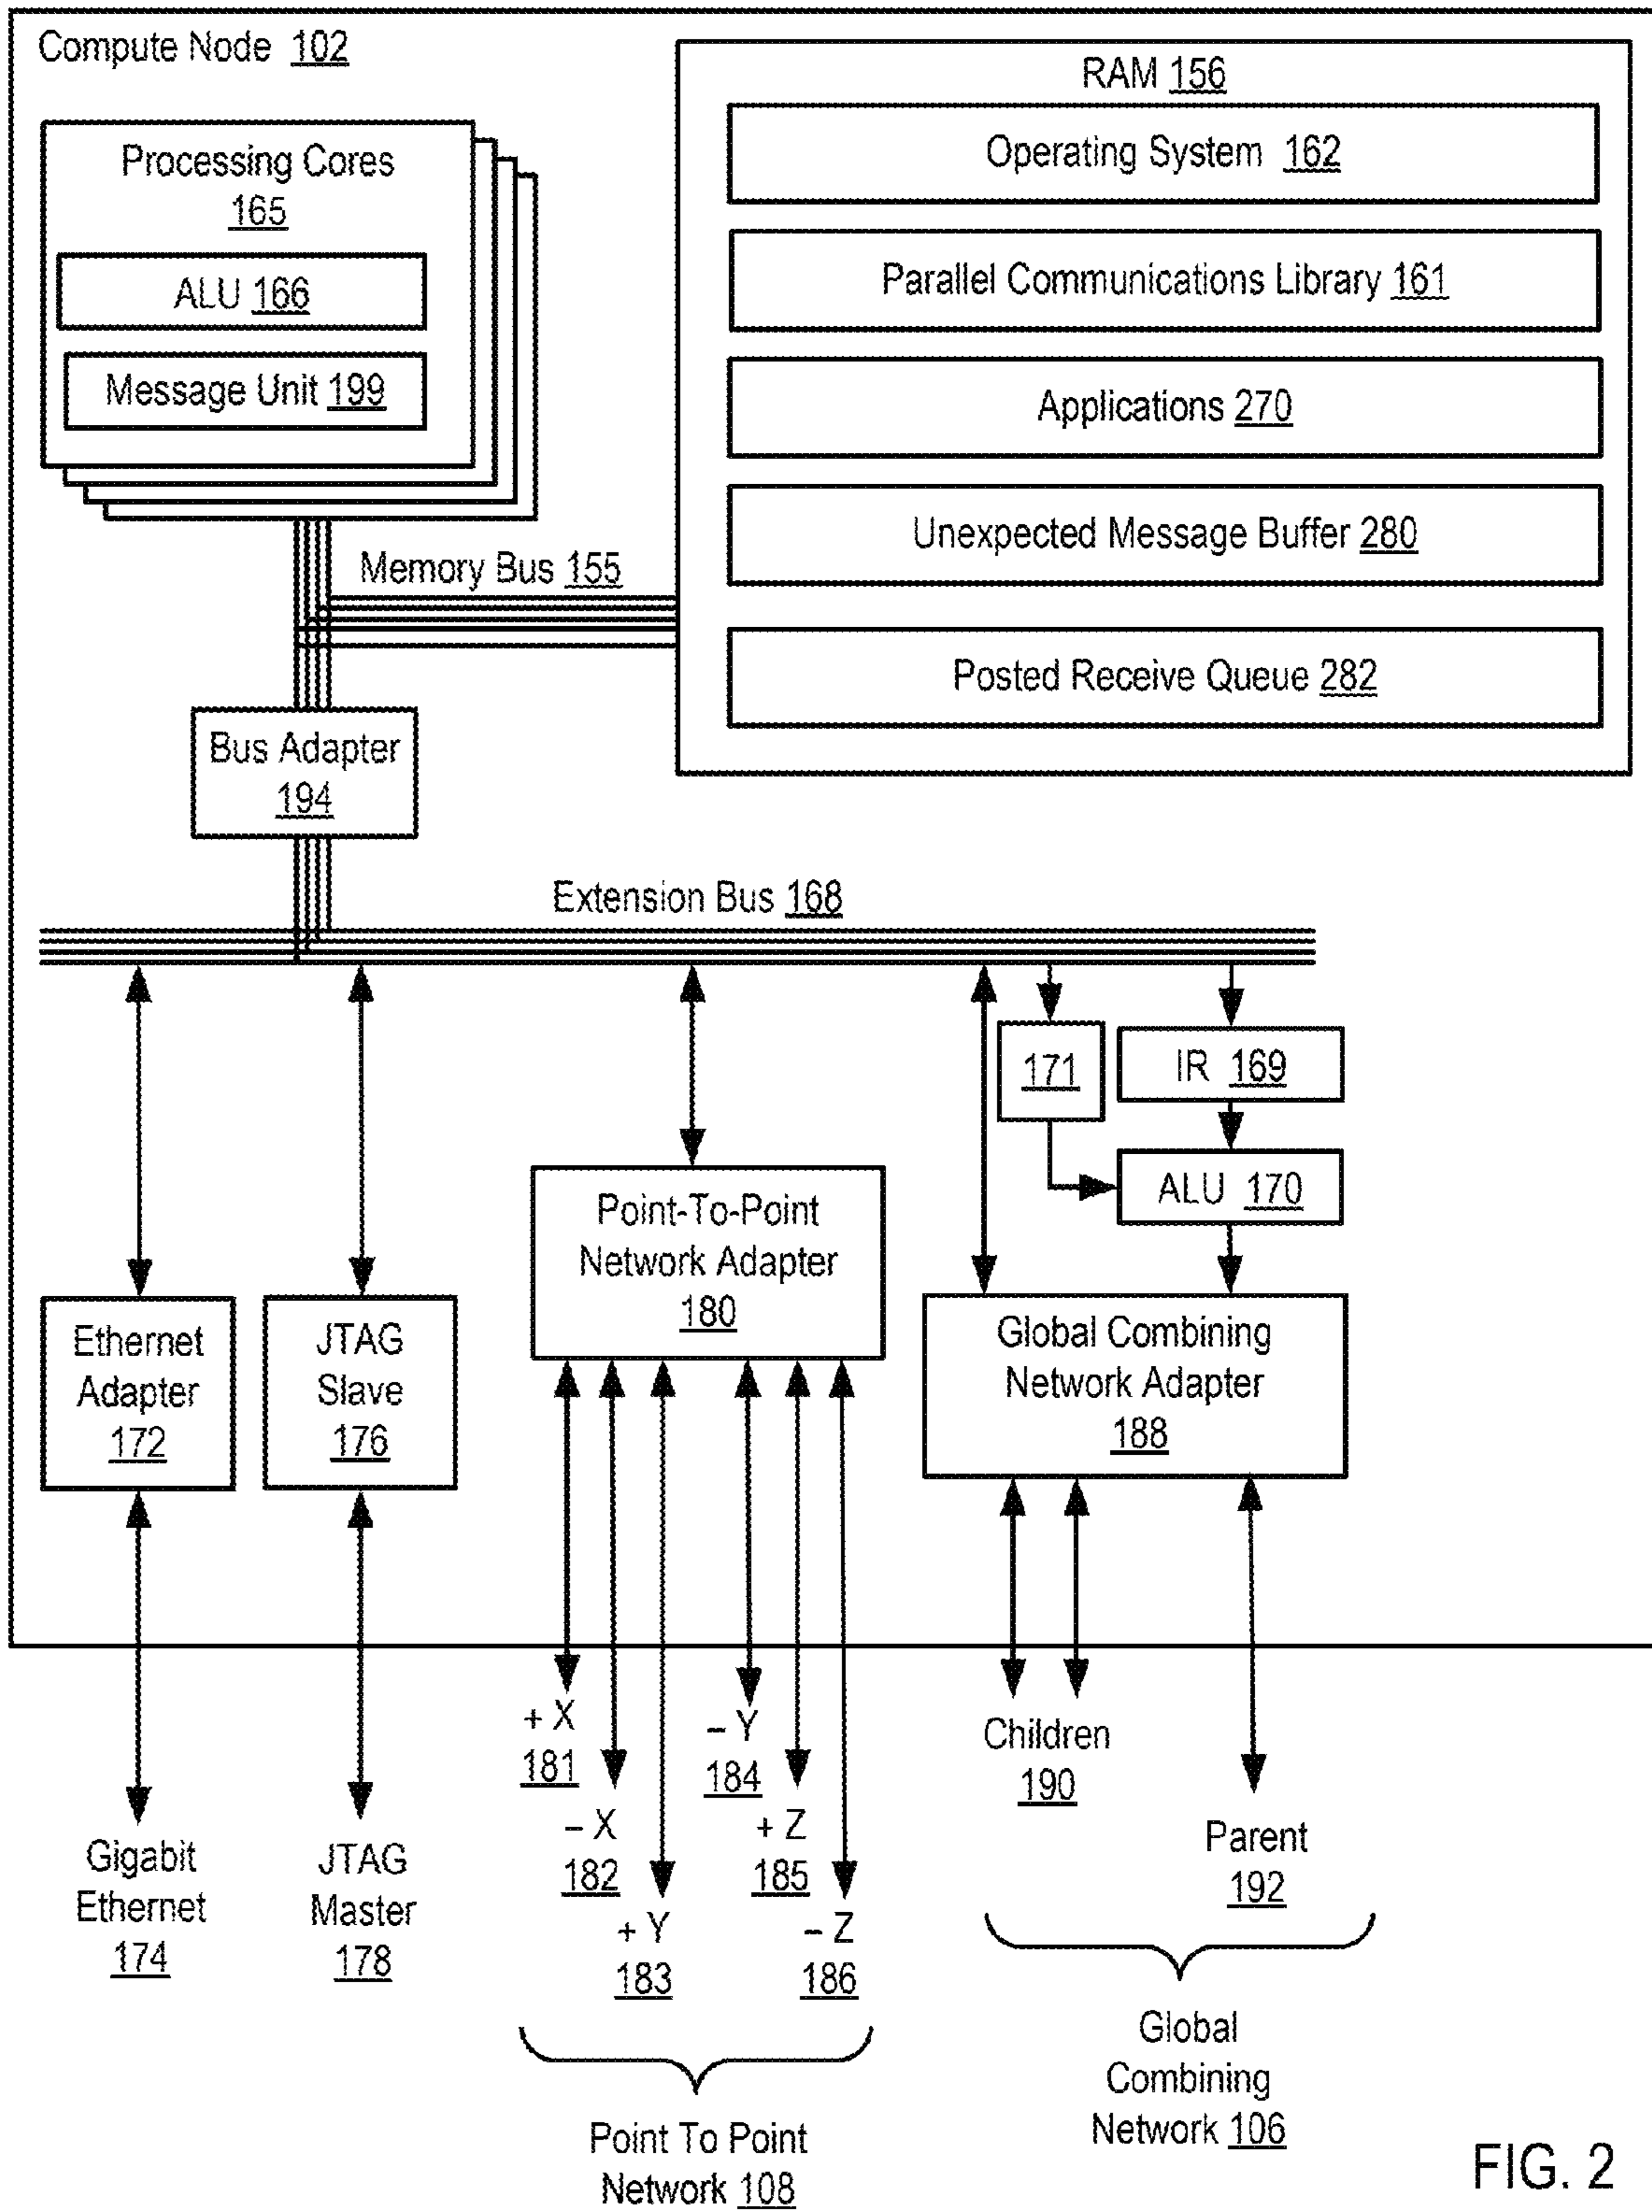 Compute Node 102
Processing Cores
165
ALU 166
Message Unit 199
RAM 156
Operating System 162
Parallel Communications Library 161
Applications 270
Unexpected Message Buffer 280
Posted Receive Queue 282
Memory Bus 155
Bus Adapter
194
Extension Bus 168
171
IR 169
ALU 170
Point-To-Point
Network Adapter
180
Ethernet
Adapter
172
JTAG
Slave
176
Global Combining
Network Adapter
188
+ X
181
– X
182
+ Y
183
– Y
184
+ Z
185
– Z
186
Children
190
Parent
192
Gigabit
Ethernet
174
JTAG
Master
178
Point To Point
Network 108
Global
Combining
Network 106
FIG. 2